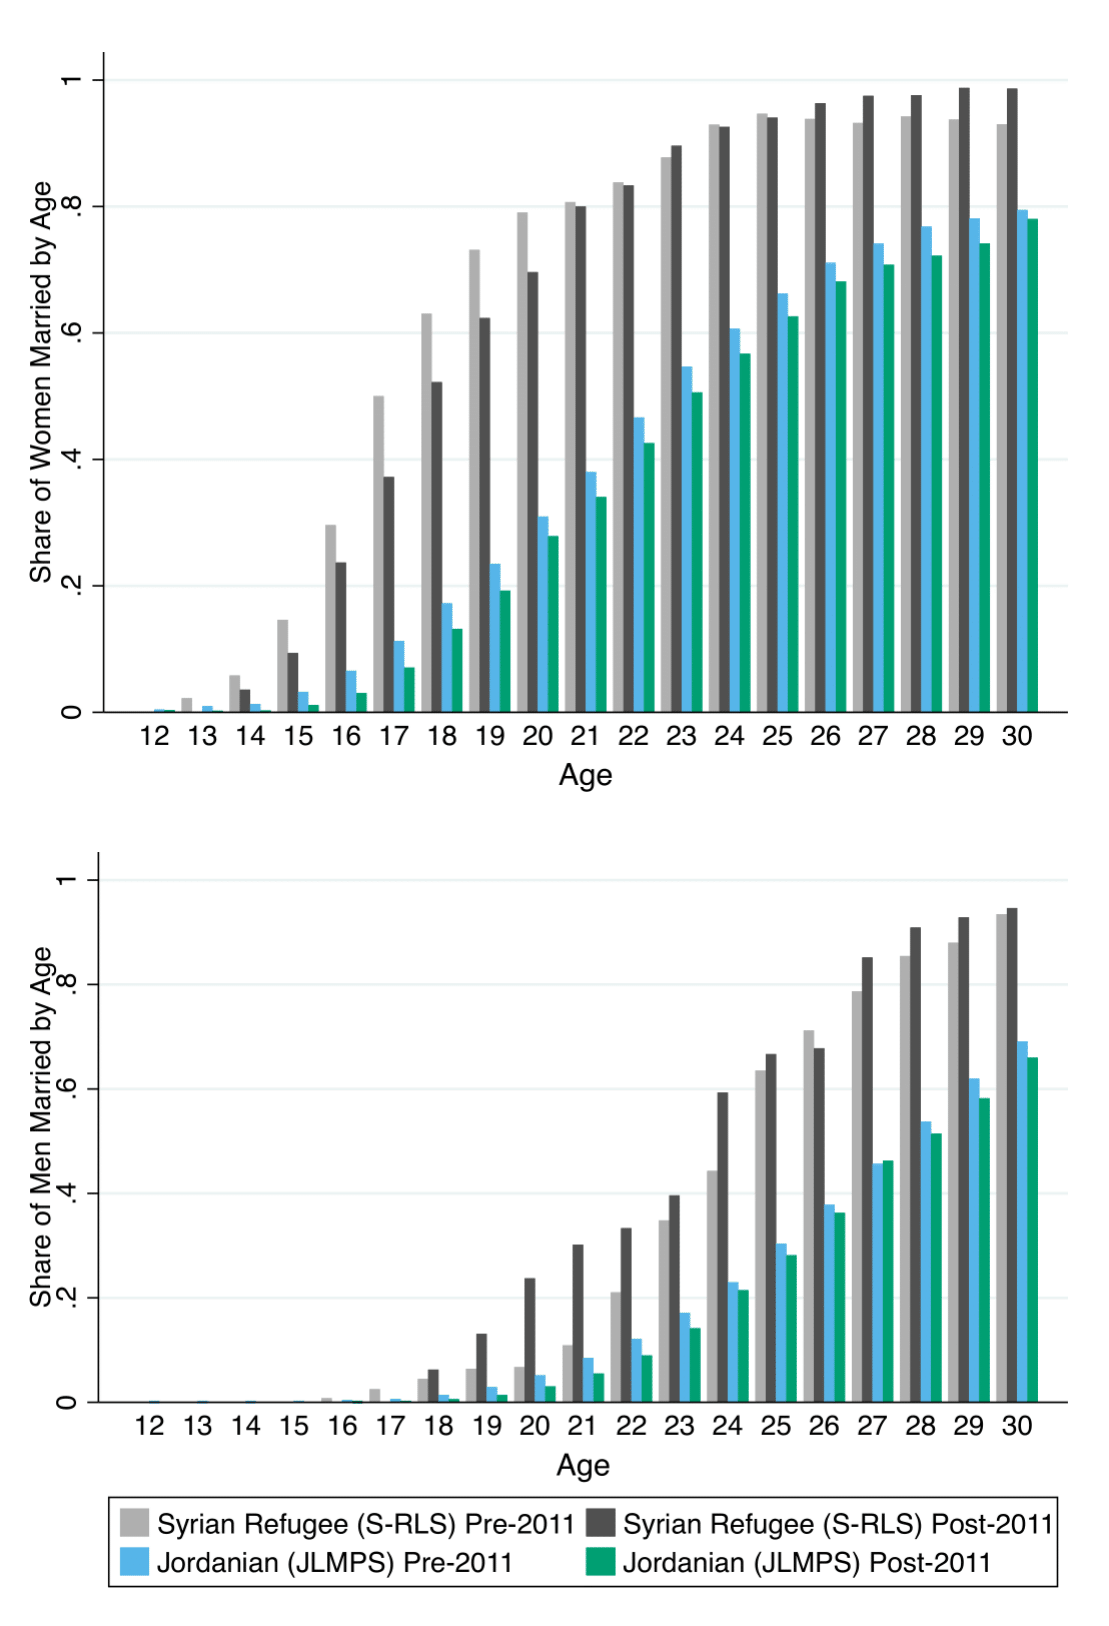 Share of Women Married by Age
1
.8
.6
.4
.2
0
12 13 14 15 16 17 18 19 20 21 22 23 24 25 26 27 28 29 30
Age
Share of Men Married by Age
1
.8
.6
.4
.2
0
12 13 14 15 16 17 18 19 20 21 22 23 24 25 26 27 28 29 30
Age
Syrian Refugee (S-RLS) Pre-2011 Syrian Refugee (S-RLS) Post-2011
Jordanian (JLMPS) Pre-2011 Jordanian (JLMPS) Post-2011